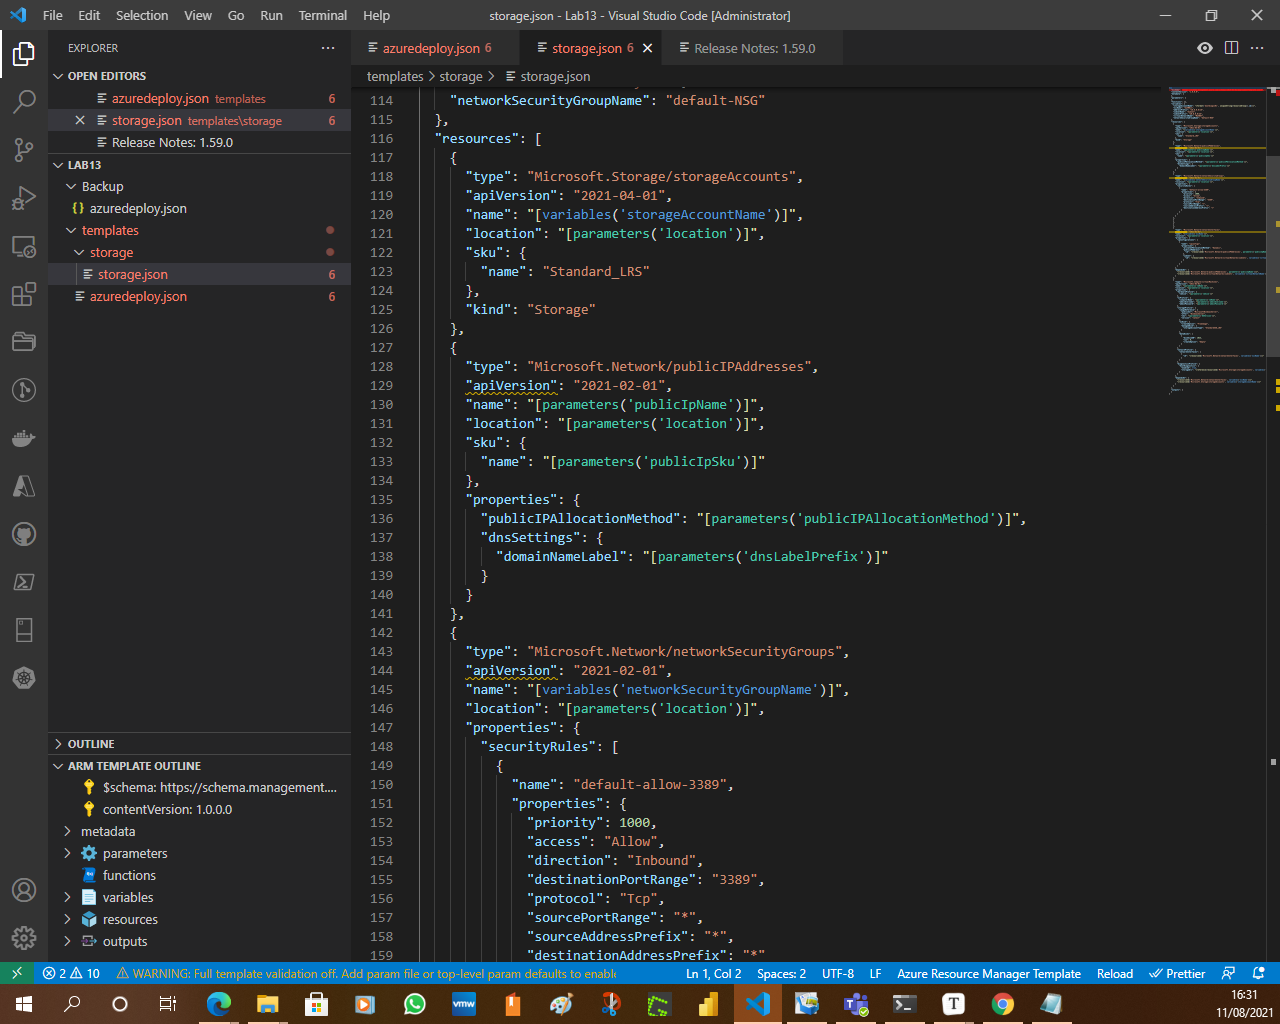 File Edit Selection View Go Run Terminal Help
storage.json - Lab13 - Visual Studio Code [Administrator]
EXPLORER
OPEN EDITORS
azuredeploy.json templates 6
storage.json templates\storage 6
Release Notes: 1.59.0
LAB13
Backup
azuredeploy.json
templates
storage
storage.json 6
azuredeploy.json 6
OUTLINE
ARM TEMPLATE OUTLINE
$schema: https://schema.management....
contentVersion: 1.0.0.0
metadata
parameters
functions
variables
resources
outputs
azuredeploy.json 6
storage.json 6
Release Notes: 1.59.0
templates > storage > storage.json
114 "networkSecurityGroupName": "default-NSG"
115 },
116 "resources": [
117 {
118 "type": "Microsoft.Storage/storageAccounts",
119 "apiVersion": "2021-04-01",
120 "name": "[variables('storageAccountName')]",
121 "location": "[parameters('location')]",
122 "sku": {
123 "name": "Standard_LRS"
124 },
125 "kind": "Storage"
126 },
127 {
128 "type": "Microsoft.Network/publicIPAddresses",
129 "apiVersion": "2021-02-01",
130 "name": "[parameters('publicIpName')]",
131 "location": "[parameters('location')]",
132 "sku": {
133 "name": "[parameters('publicIpSku')]"
134 },
135 "properties": {
136 "publicIPAllocationMethod": "[parameters('publicIPAllocationMethod')]",
137 "dnsSettings": {
138 "domainNameLabel": "[parameters('dnsLabelPrefix')]"
139 }
140 }
141 },
142 {
143 "type": "Microsoft.Network/networkSecurityGroups",
144 "apiVersion": "2021-02-01",
145 "name": "[variables('networkSecurityGroupName')]",
146 "location": "[parameters('location')]",
147 "properties": {
148 "securityRules": [
149 {
150 "name": "default-allow-3389",
151 "properties": {
152 "priority": 1000,
153 "access": "Allow",
154 "direction": "Inbound",
155 "destinationPortRange": "3389",
156 "protocol": "Tcp",
157 "sourcePortRange": "*",
158 "sourceAddressPrefix": "*",
159 "destinationAddressPrefix": "*"
2 10 WARNING: Full template validation off. Add param file or top-level param defaults to enable
Ln 1, Col 2 Spaces: 2 UTF-8 LF Azure Resource Manager Template Reload Prettier
vmw
T
16:31
11/08/2021